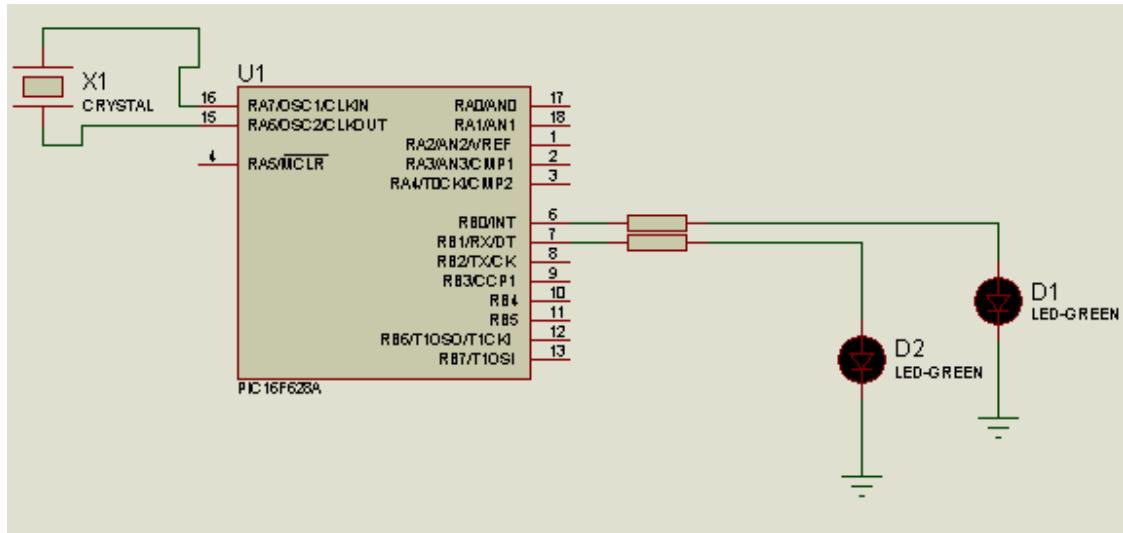 X1
CRYSTAL
U1
16 RA7/OSC1/CLKIN RA0/AN0 17
15 RA6/OSC2/CLKOUT RA1/AN1 18
RA2/AN2/VREF 1
4 RA5/MCLR RA3/AN3/CMP1 2
RA4/T0CKI/CMP2 3
RB0/INT 6
RB1/RX/DT 7
RB2/TX/CK 8
RB3/CCP1 9
RB4 10
RB5 11
RB6/T1OSO/T1CKI 12
RB7/T1OSI 13
PIC16F628A
D1
LED-GREEN
D2
LED-GREEN